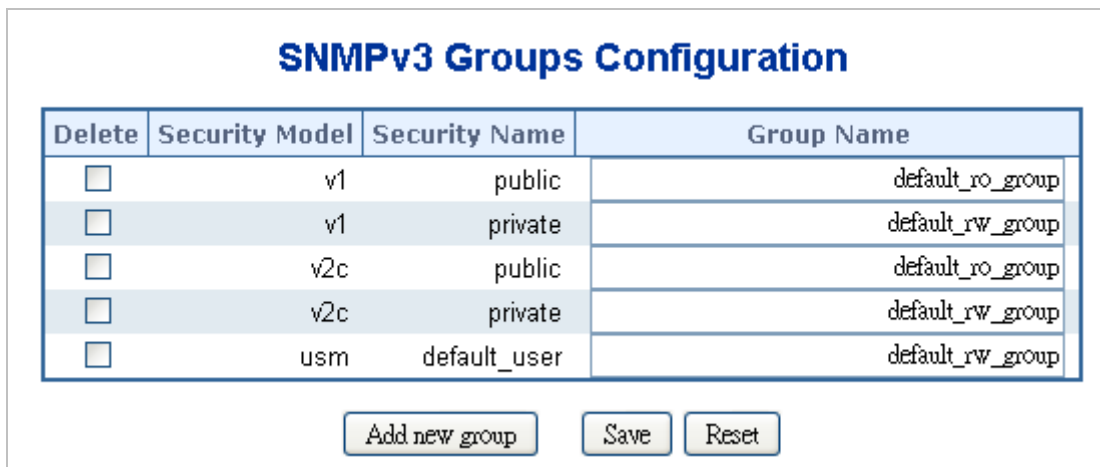 SNMPv3 Groups Configuration
Delete Security Model Security Name Group Name
v1 public default_ro_group
v1 private default_rw_group
v2c public default_ro_group
v2c private default_rw_group
usm default_user default_rw_group
Add new group Save Reset